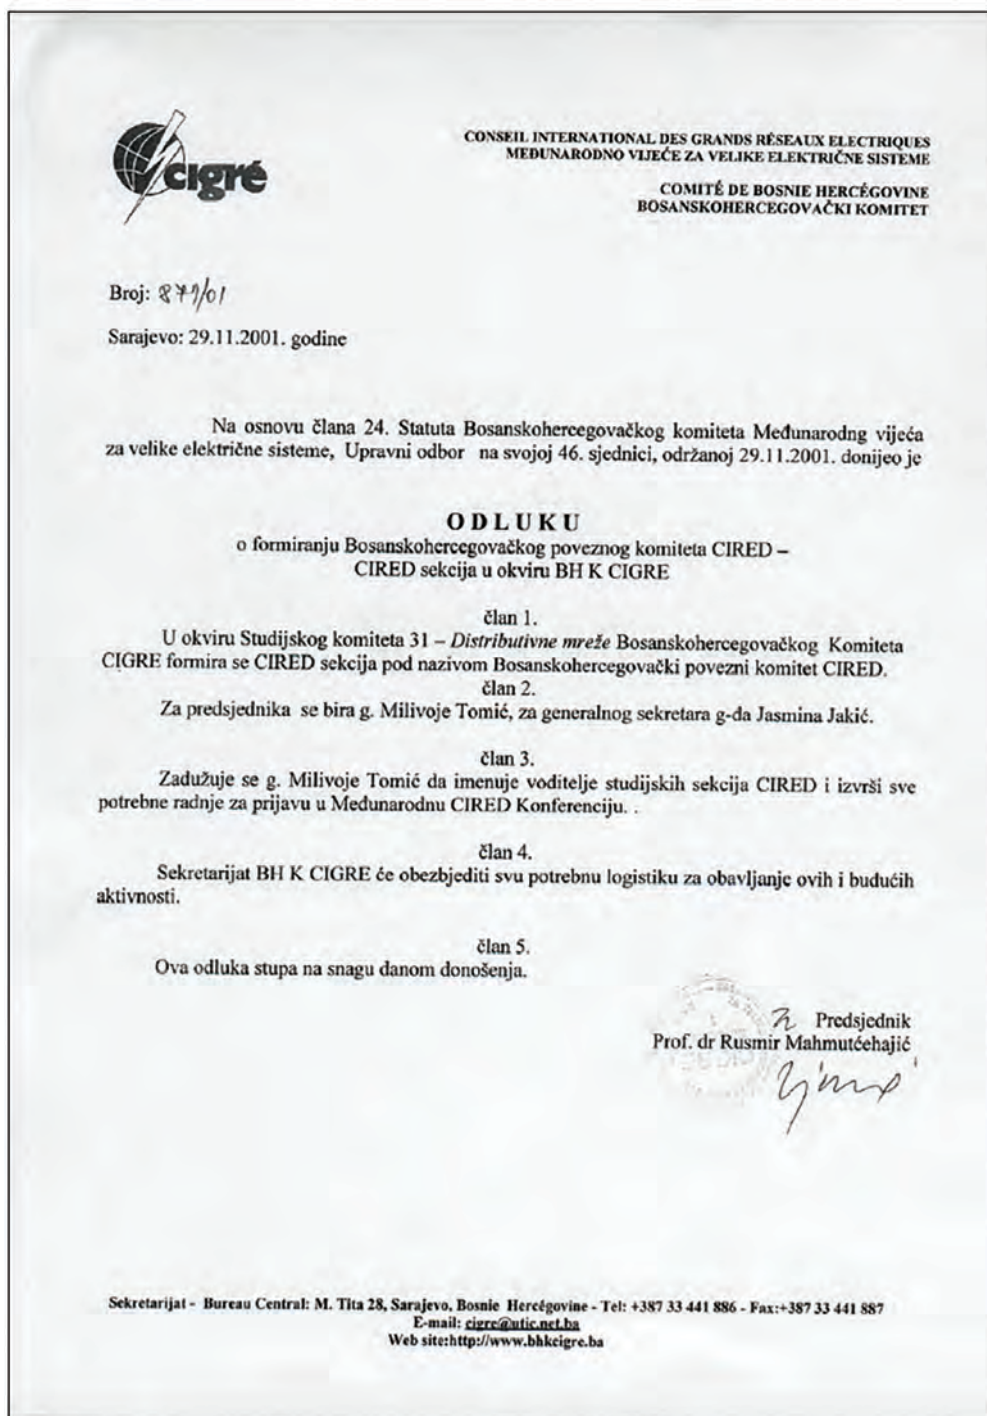 cigré
CONSEIL INTERNATIONAL DES GRANDS RÉSEAUX ELECTRIQUES
MEĐUNARODNO VIJEĆE ZA VELIKE ELEKTRIČNE SISTEME
COMITÉ DE BOSNIE HERCÉGOVINE
BOSANSKOHERCEGOVAČKI KOMITET
Broj: 879/01
Sarajevo: 29.11.2001. godine
Na osnovu člana 24. Statuta Bosanskohercegovačkog komiteta Međunarodng vijeća
za velike električne sisteme, Upravni odbor na svojoj 46. sjednici, održanoj 29.11.2001. donijeo je
ODLUKU
o formiranju Bosanskohercegovačkog poveznog komiteta CIRED –
CIRED sekcija u okviru BH K CIGRE
član 1.
U okviru Studijskog komiteta 31 – Distributivne mreže Bosanskohercegovačkog Komiteta
CIGRE formira se CIRED sekcija pod nazivom Bosanskohercegovački povezni komitet CIRED.
član 2.
Za predsjednika se bira g. Milivoje Tomić, za generalnog sekretara g-da Jasmina Jakić.
član 3.
Zadužuje se g. Milivoje Tomić da imenuje voditelje studijskih sekcija CIRED i izvrši sve
potrebne radnje za prijavu u Međunarodnu CIRED Konferenciju. .
član 4.
Sekretarijat BH K CIGRE će obezbjediti svu potrebnu logistiku za obavljanje ovih i budućih
aktivnosti.
član 5.
Ova odluka stupa na snagu danom donošenja.
Predsjednik
Prof. dr Rusmir Mahmutćehajić
Sekretarijat - Bureau Central: M. Tita 28, Sarajevo, Bosnie Hercégovine - Tel: +387 33 441 886 - Fax:+387 33 441 887
E-mail: cigre@utic.net.ba
Web site:http://www.bhkcigre.ba